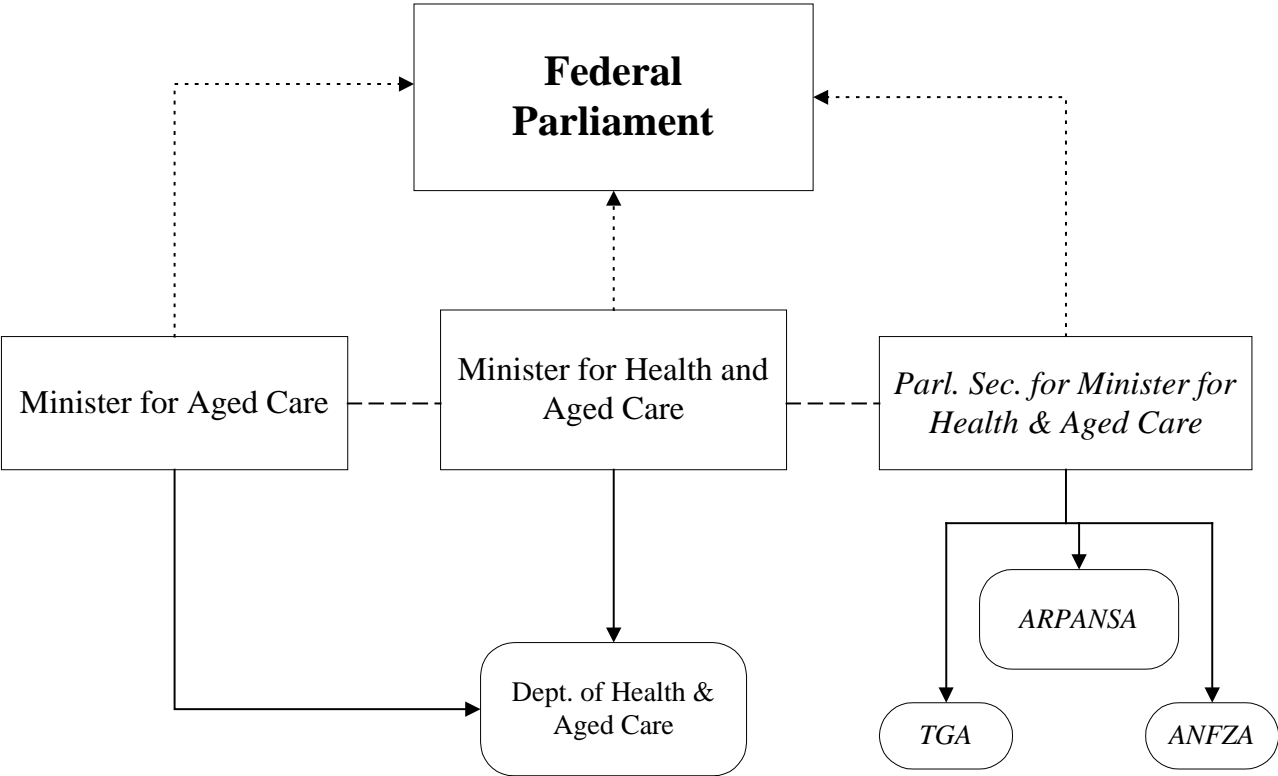 Federal
Parliament
Minister for Aged Care
Minister for Health and
Aged Care
Parl. Sec. for Minister for
Health & Aged Care
ARPANSA
Dept. of Health &
Aged Care
TGA
ANFZA